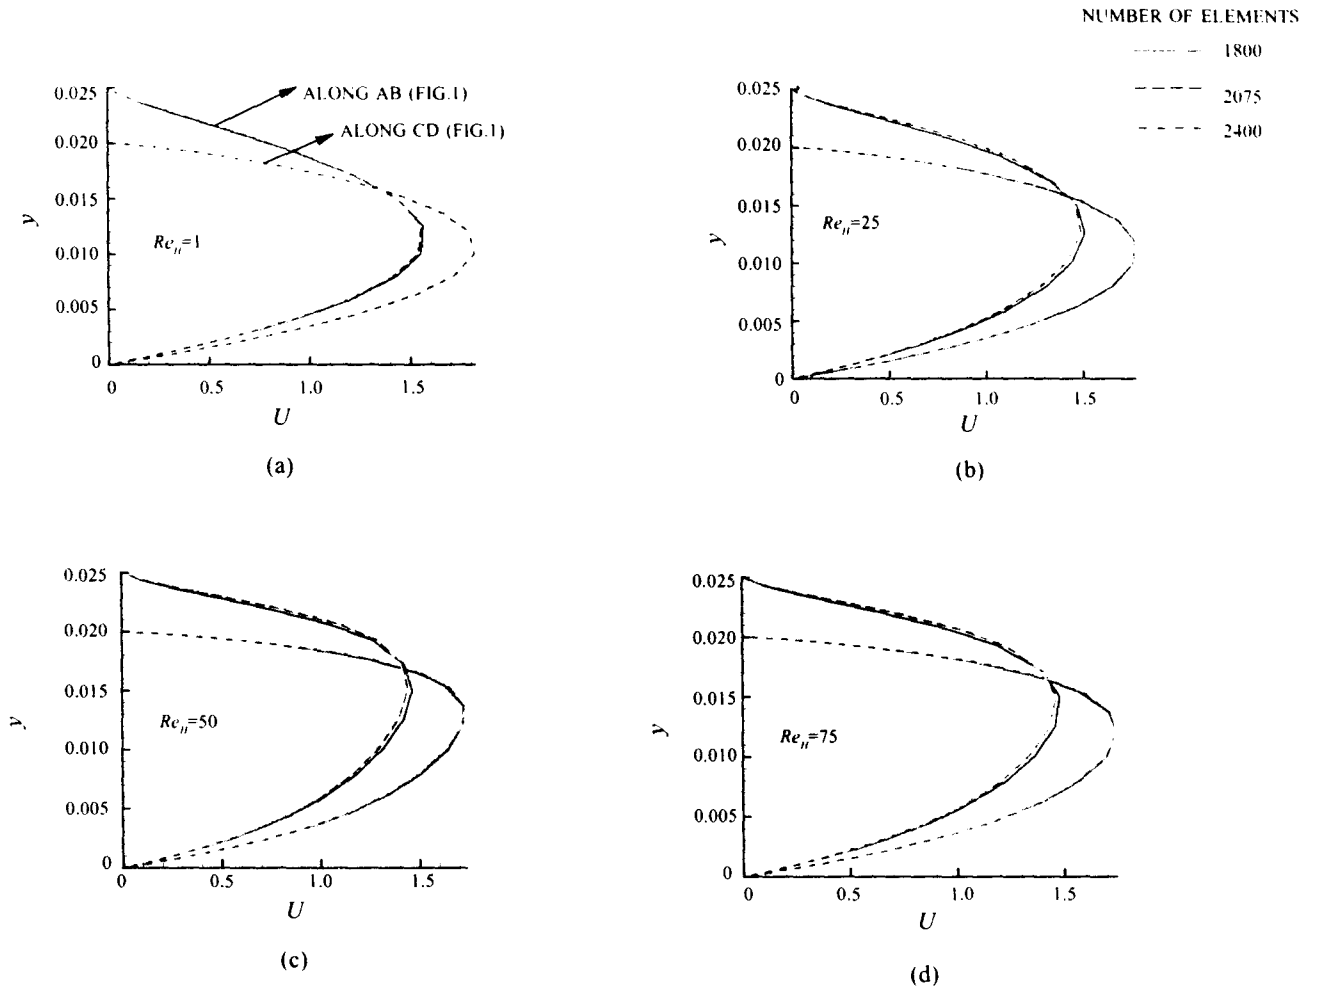 NUMBER OF ELEMENTS
1800
2075
2400
0.025
0.020
0.015
0.010
0.005
0
y
ALONG AB (FIG.1)
ALONG CD (FIG.1)
Re_H=1
0
0.5
1.0
1.5
U
(a)
0.025
0.020
0.015
0.010
0.005
0
y
Re_H=25
0
0.5
1.0
1.5
U
(b)
0.025
0.020
0.015
0.010
0.005
0
y
Re_H=50
0
0.5
1.0
1.5
U
(c)
0.025
0.020
0.015
0.010
0.005
0
y
Re_H=75
0
0.5
1.0
1.5
U
(d)